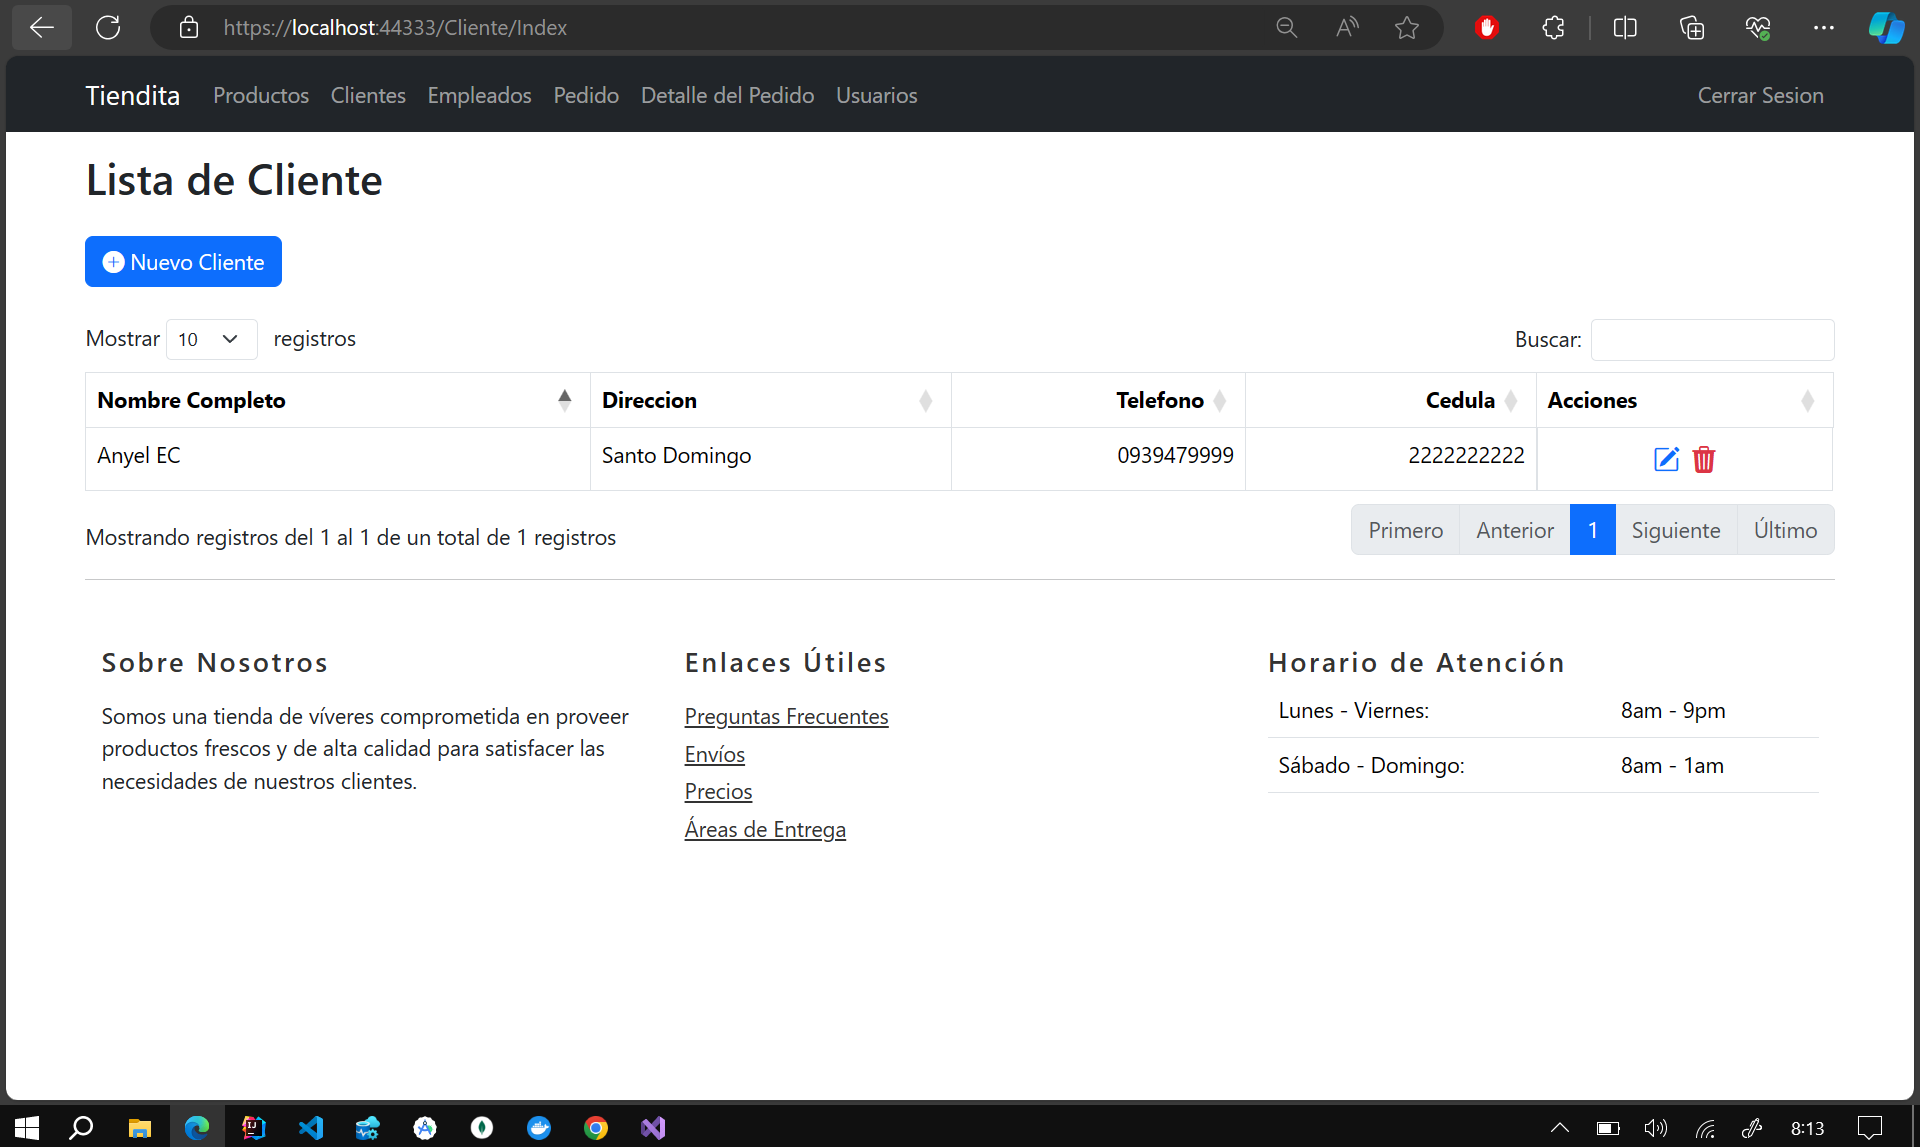 https://localhost:44333/Cliente/Index
Tiendita Productos Clientes Empleados Pedido Detalle del Pedido Usuarios Cerrar Sesion
Lista de Cliente
Nuevo Cliente
Mostrar 10 registros Buscar:
Nombre Completo Direccion Telefono Cedula Acciones
Anyel EC Santo Domingo 0939479999 2222222222
Mostrando registros del 1 al 1 de un total de 1 registros Primero Anterior 1 Siguiente Último
Sobre Nosotros
Somos una tienda de víveres comprometida en proveer
productos frescos y de alta calidad para satisfacer las
necesidades de nuestros clientes.
Enlaces Útiles
Preguntas Frecuentes
Envíos
Precios
Áreas de Entrega
Horario de Atención
Lunes - Viernes: 8am - 9pm
Sábado - Domingo: 8am - 1am
8:13